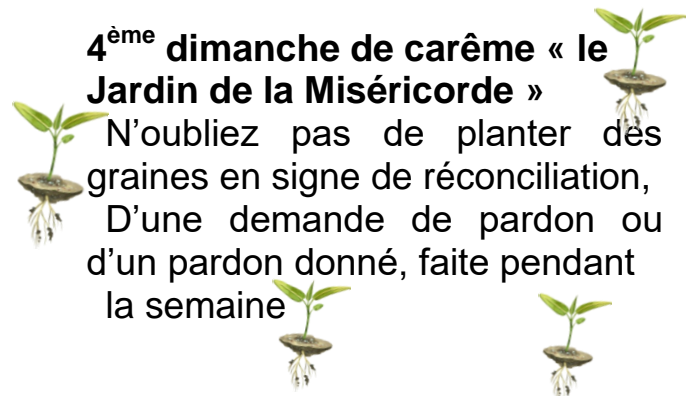 4ème dimanche de carême « le
Jardin de la Miséricorde »
N’oubliez pas de planter des
graines en signe de réconciliation,
D’une demande de pardon ou
d’un pardon donné, faite pendant
la semaine